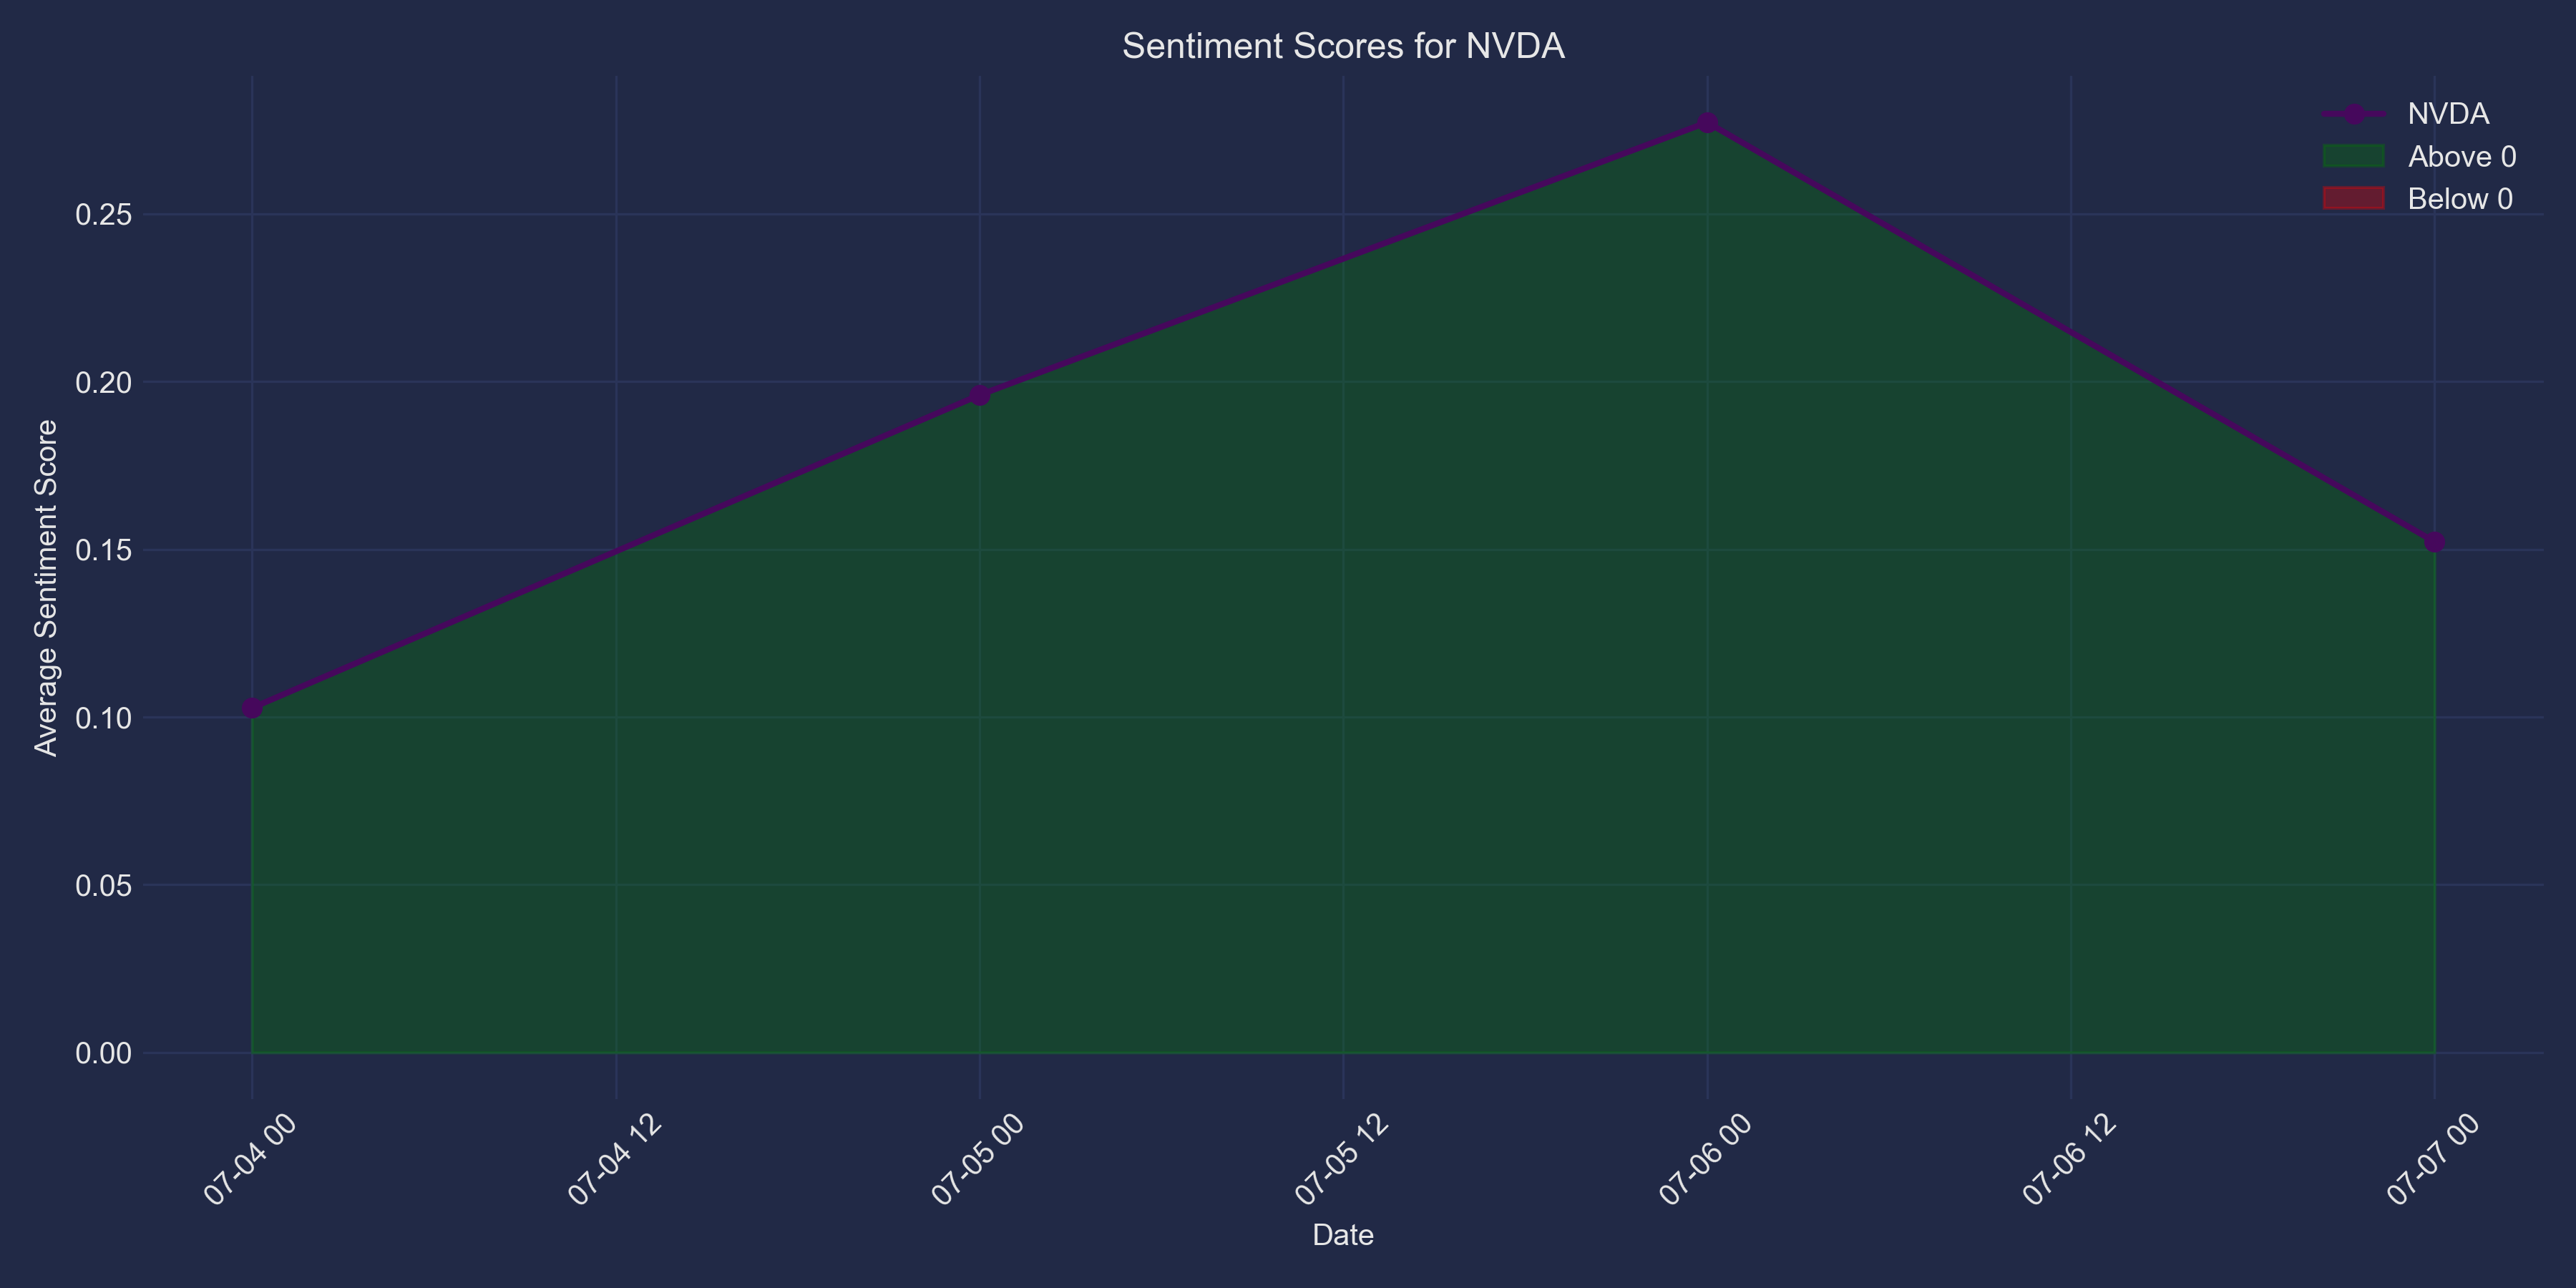 Sentiment Scores for NVDA
NVDA
Above 0
Below 0
Average Sentiment Score
0.25
0.20
0.15
0.10
0.05
0.00
07-04 00
07-04 12
07-05 00
07-05 12
07-06 00
07-06 12
07-07 00
Date